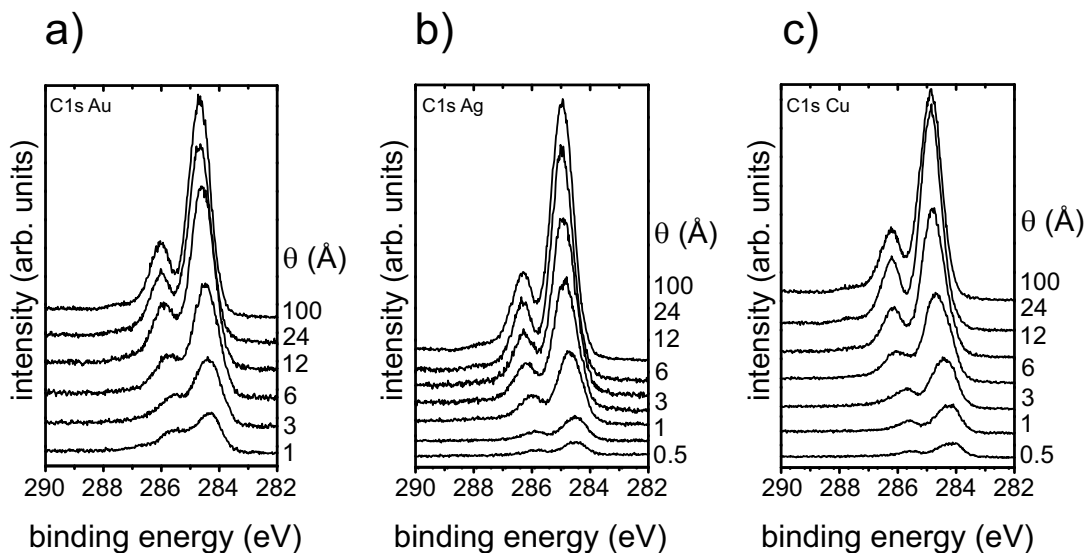 a)
C1s Au
intensity (arb. units)
θ (Å)
100
24
12
6
3
1
290 288 286 284 282
binding energy (eV)
b)
C1s Ag
intensity (arb. units)
θ (Å)
100
24
12
6
3
1
0.5
290 288 286 284 282
binding energy (eV)
c)
C1s Cu
intensity (arb. units)
θ (Å)
100
24
12
6
3
1
0.5
290 288 286 284 282
binding energy (eV)